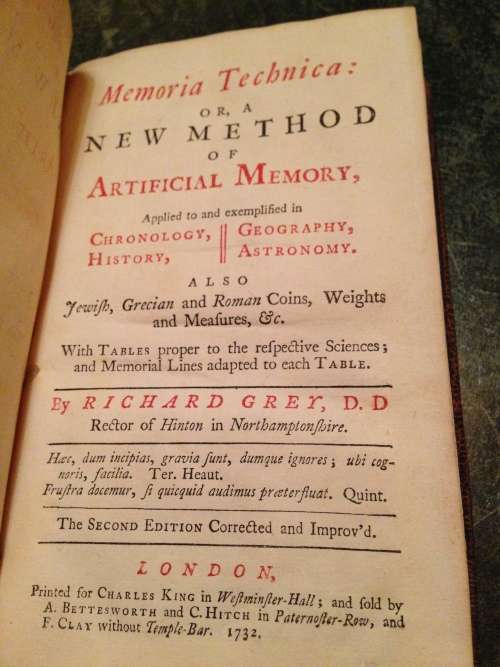 Memoria Technica:
OR, A
NEW METHOD
OF
ARTIFICIAL MEMORY,
Applied to and exemplified in
CHRONOLOGY, HISTORY,
GEOGRAPHY, ASTRONOMY.
ALSO
Jewiſh, Grecian and Roman Coins, Weights
and Meaſures, &c.
With TABLES proper to the reſpective Sciences;
and Memorial Lines adapted to each TABLE.
By RICHARD GREY, D. D
Rector of Hinton in Northamptonſhire.
Hæc, dum incipias, gravia ſunt, dumque ignores; ubi cog-
noris, facilia. Ter. Heaut.
Fruſtra docemur, ſi quicquid audimus præterfluat. Quint.
The SECOND EDITION Corrected and Improv'd.
LONDON,
Printed for CHARLES KING in Weſtminſter-Hall; and ſold by
A. BETTESWORTH and C. HITCH in Paternoſter-Row, and
F. CLAY without Temple-Bar. 1732.